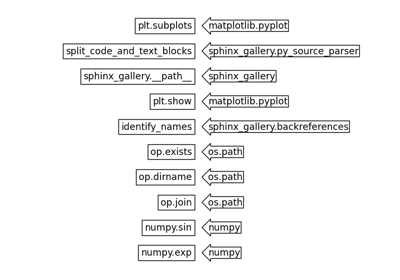 plt.subplots matplotlib.pyplot
split_code_and_text_blocks sphinx_gallery.py_source_parser
sphinx_gallery.__path__ sphinx_gallery
plt.show matplotlib.pyplot
identify_names sphinx_gallery.backreferences
op.exists os.path
op.dirname os.path
op.join os.path
numpy.sin numpy
numpy.exp numpy